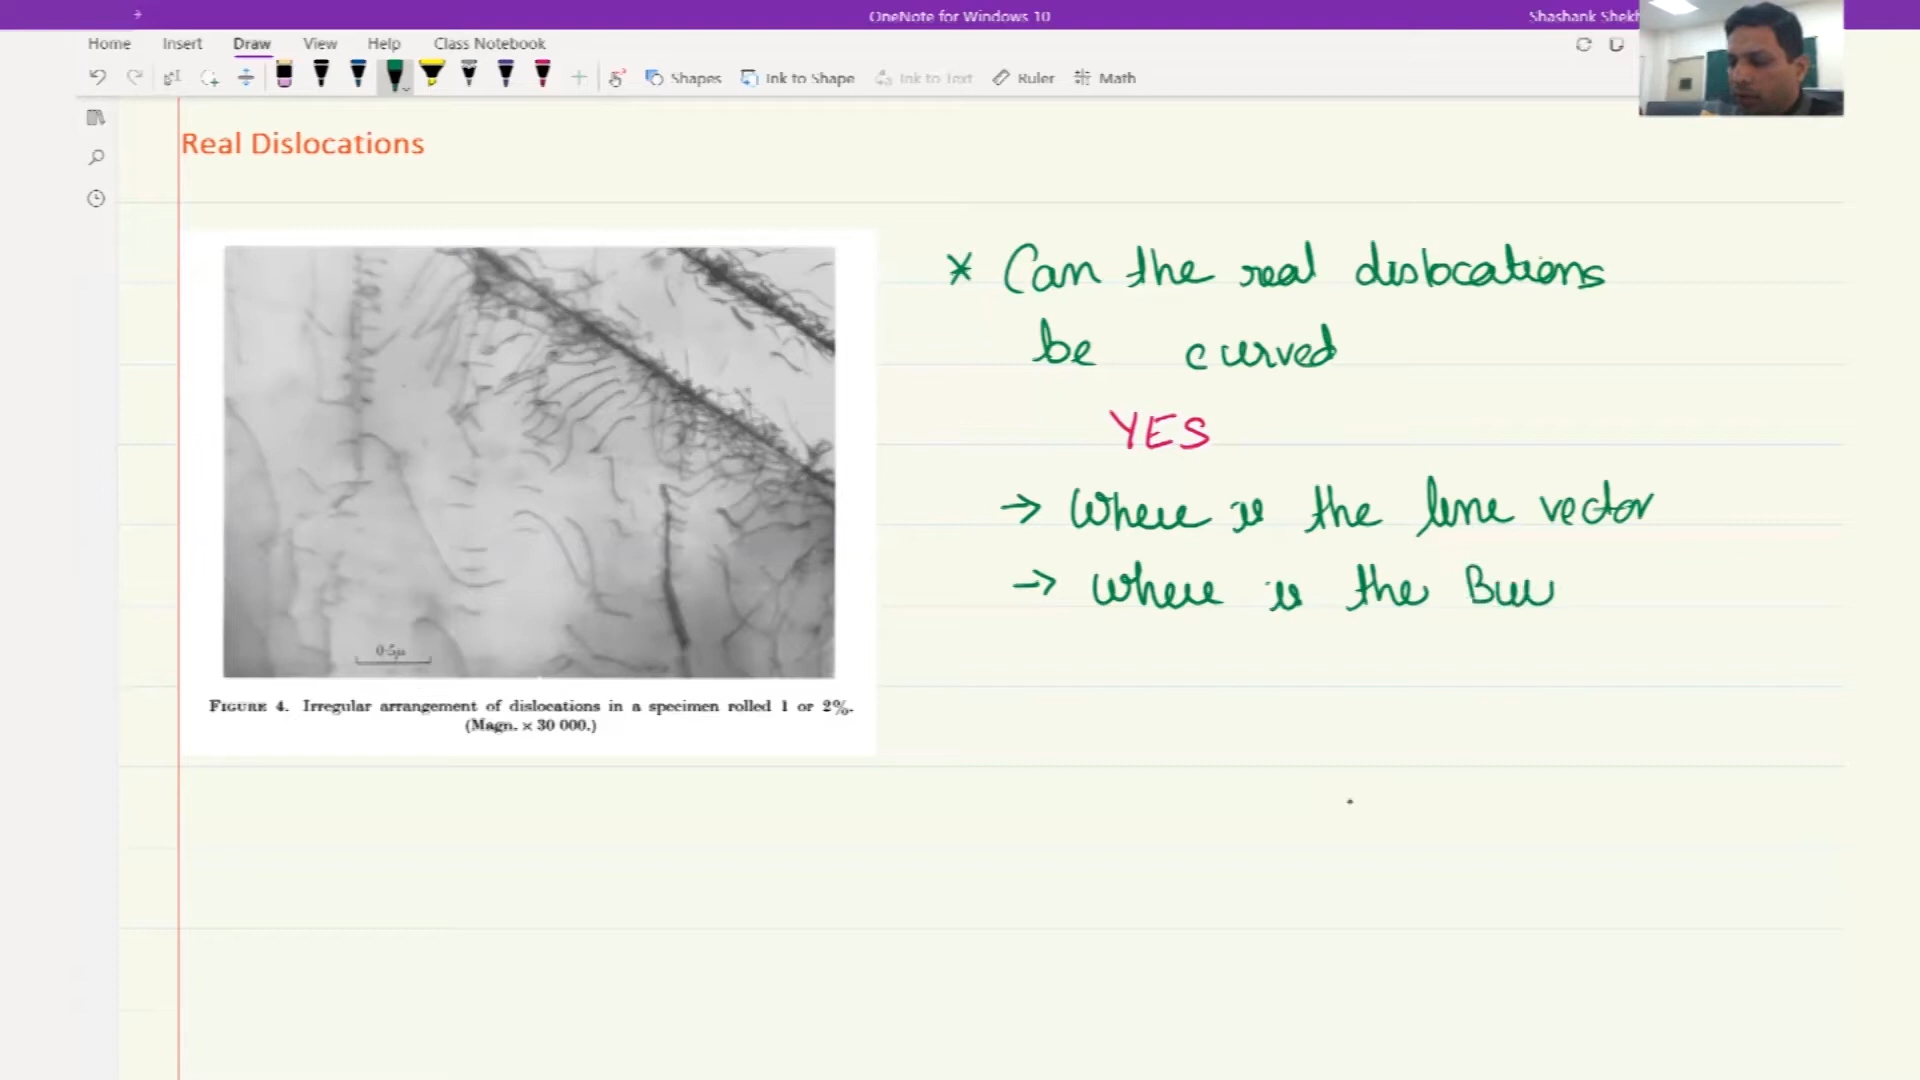 OneNote for Windows 10
Shashank Shekh
Home Insert Draw View Help Class Notebook
Shapes Ink to Shape Ink to Text Ruler Math
Real Dislocations
* Can the real dislocations
be curved
YES
→ Where is the line vector
→ Where is the Bur
0·5μ
FIGURE 4. Irregular arrangement of dislocations in a specimen rolled 1 or 2%.
(Magn. × 30 000.)